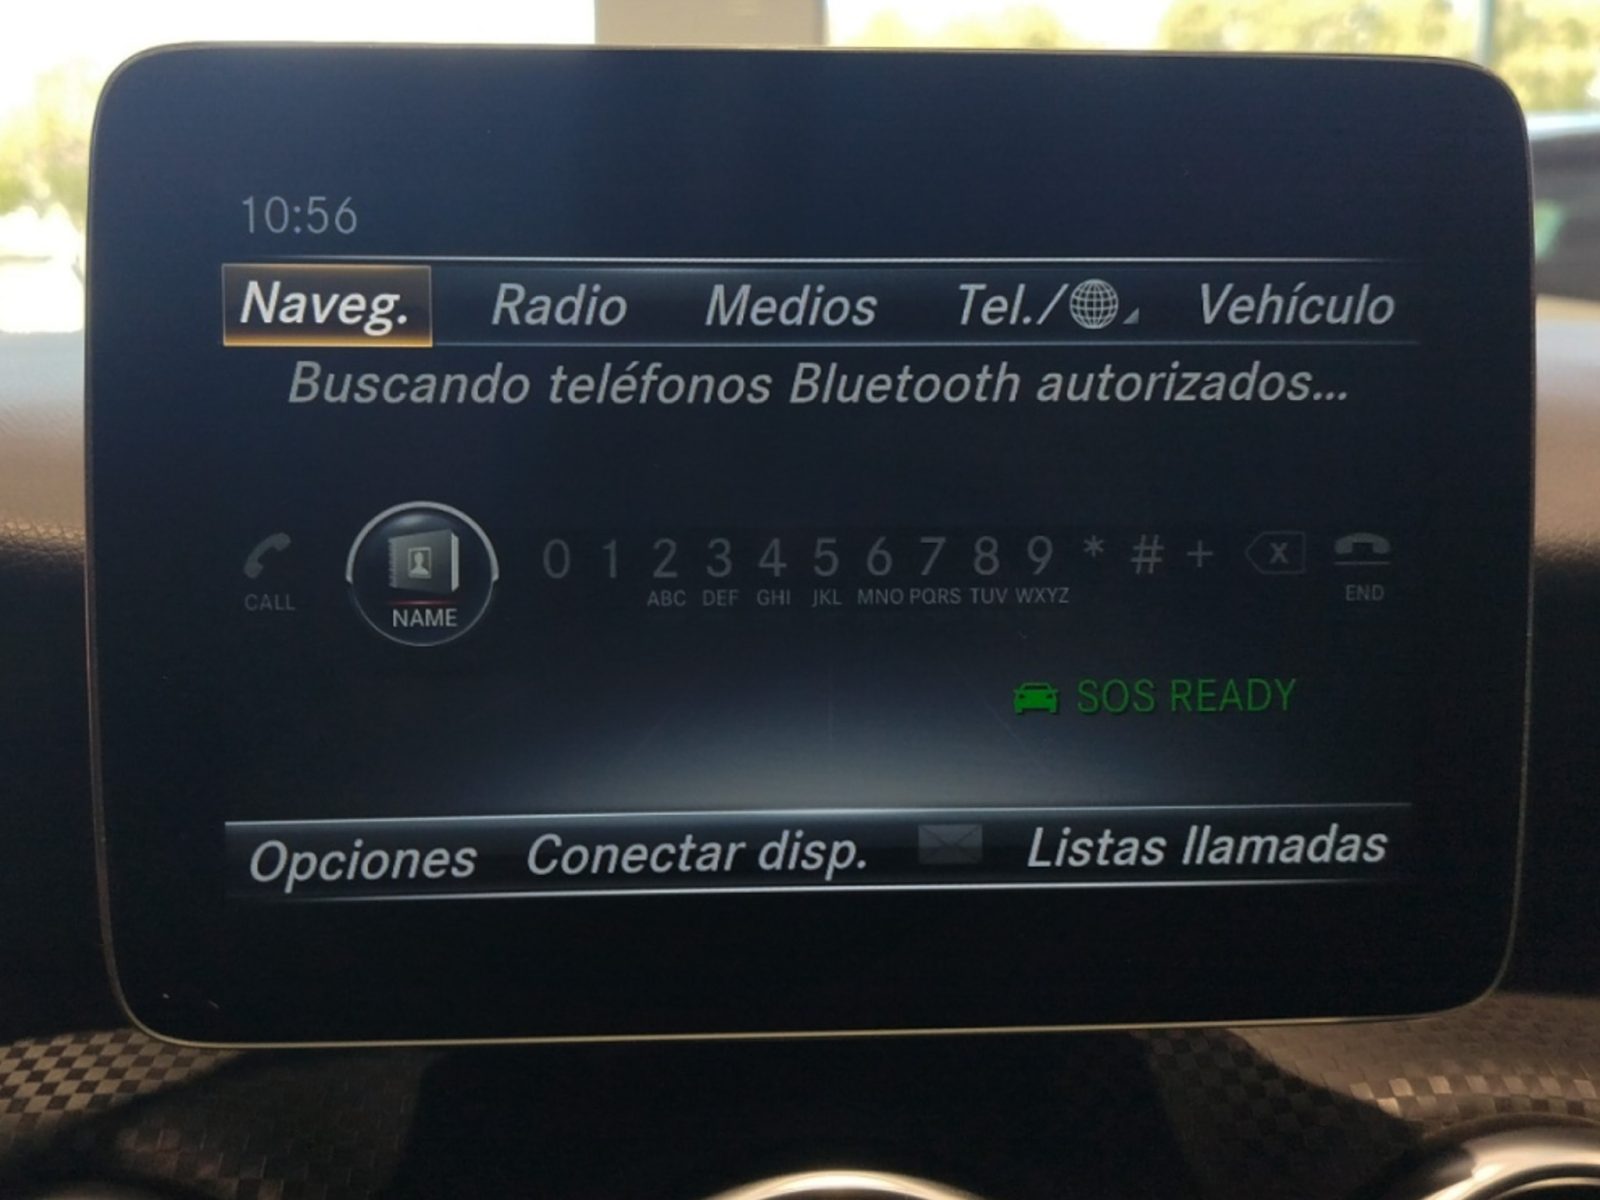 10:56
Naveg. Radio Medios Tel./ Vehículo
Buscando teléfonos Bluetooth autorizados...
0 1 2 3 4 5 6 7 8 9 * # + x
ABC DEF GHI JKL MNO PQRS TUV WXYZ
CALL NAME END
SOS READY
Opciones Conectar disp. Listas llamadas